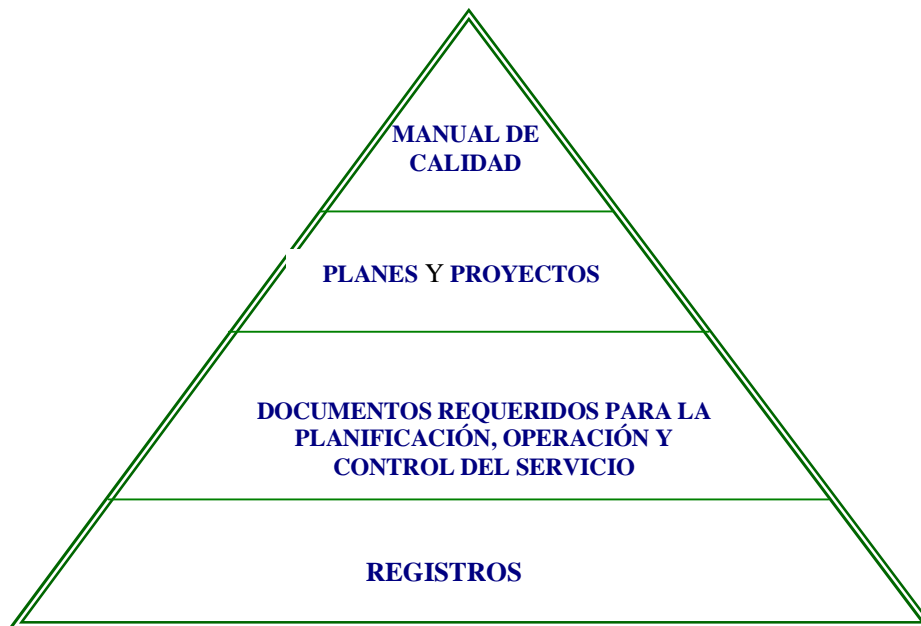 MANUAL DE
CALIDAD
PLANES Y PROYECTOS
DOCUMENTOS REQUERIDOS PARA LA
PLANIFICACIÓN, OPERACIÓN Y
CONTROL DEL SERVICIO
REGISTROS